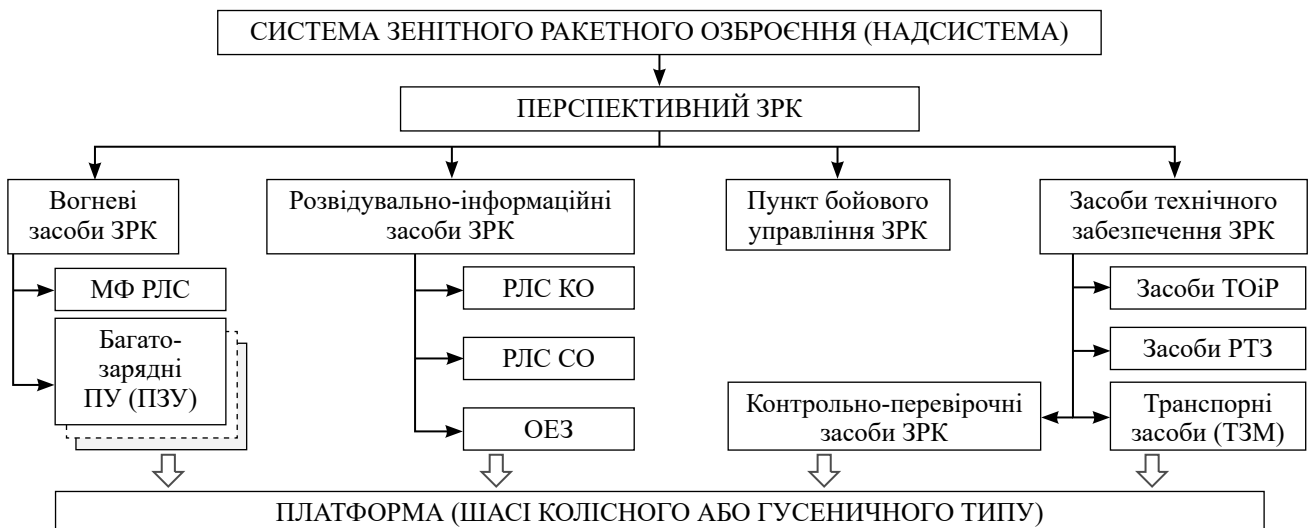 СИСТЕМА ЗЕНІТНОГО РАКЕТНОГО ОЗБРОЄННЯ (НАДСИСТЕМА)
ПЕРСПЕКТИВНИЙ ЗРК
Вогневі
засоби ЗРК
Розвідувально-інформаційні
засоби ЗРК
Пункт бойового
управління ЗРК
Засоби технічного
забезпечення ЗРК
МФ РЛС
Багато-
зарядні
ПУ (ПЗУ)
РЛС КО
РЛС СО
ОЕЗ
Засоби ТОіР
Засоби РТЗ
Контрольно-перевірочні
засоби ЗРК
Транспорні
засоби (ТЗМ)
ПЛАТФОРМА (ШАСІ КОЛІСНОГО АБО ГУСЕНИЧНОГО ТИПУ)